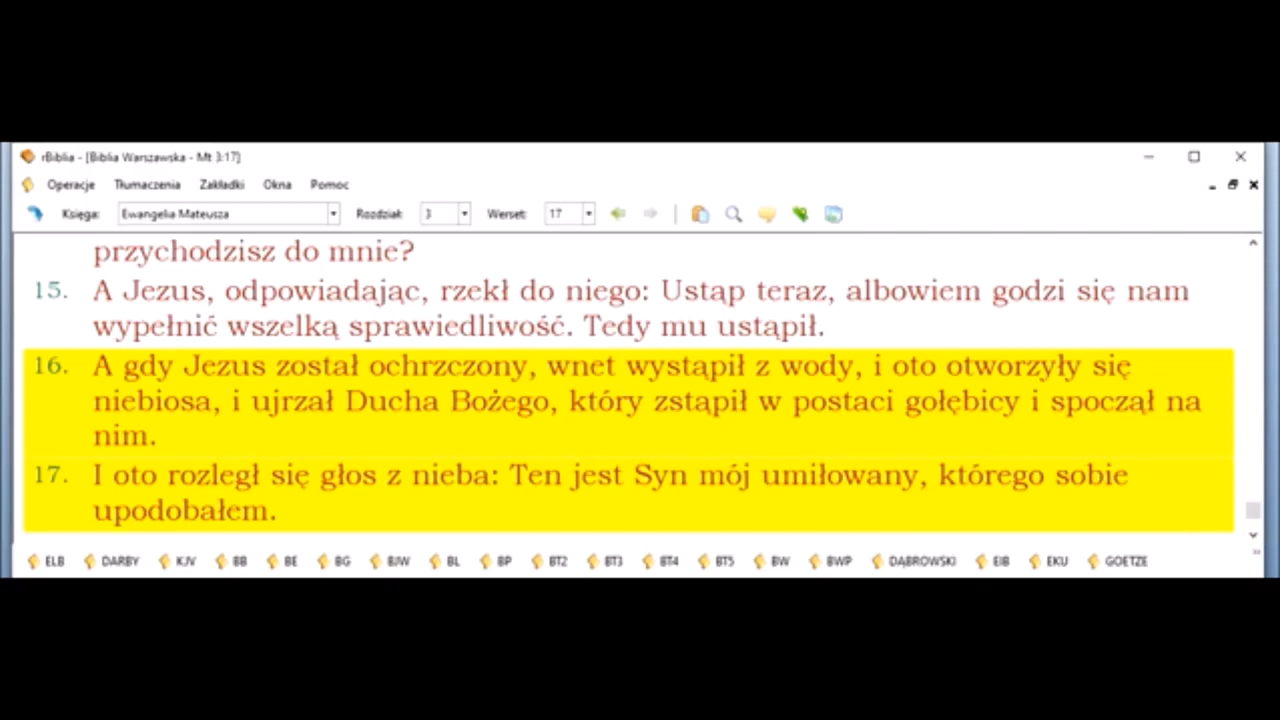 rBiblia - [Biblia Warszawska - Mt 3:17]
Operacje Tłumaczenia Zakładki Okna Pomoc
Księga: Ewangelia Mateusza Rozdział: 3 Werset: 17
przychodzisz do mnie?
15. A Jezus, odpowiadając, rzekł do niego: Ustąp teraz, albowiem godzi się nam
wypełnić wszelką sprawiedliwość. Tedy mu ustąpił.
16. A gdy Jezus został ochrzczony, wnet wystąpił z wody, i oto otworzyły się
niebiosa, i ujrzał Ducha Bożego, który zstąpił w postaci gołębicy i spoczął na
nim.
17. I oto rozległ się głos z nieba: Ten jest Syn mój umiłowany, którego sobie
upodobałem.
ELB DARBY KJV BB BE BG BJW BL BP BT2 BT3 BT4 BT5 BW BWP DĄBROWSKI EIB EKU GOETZE